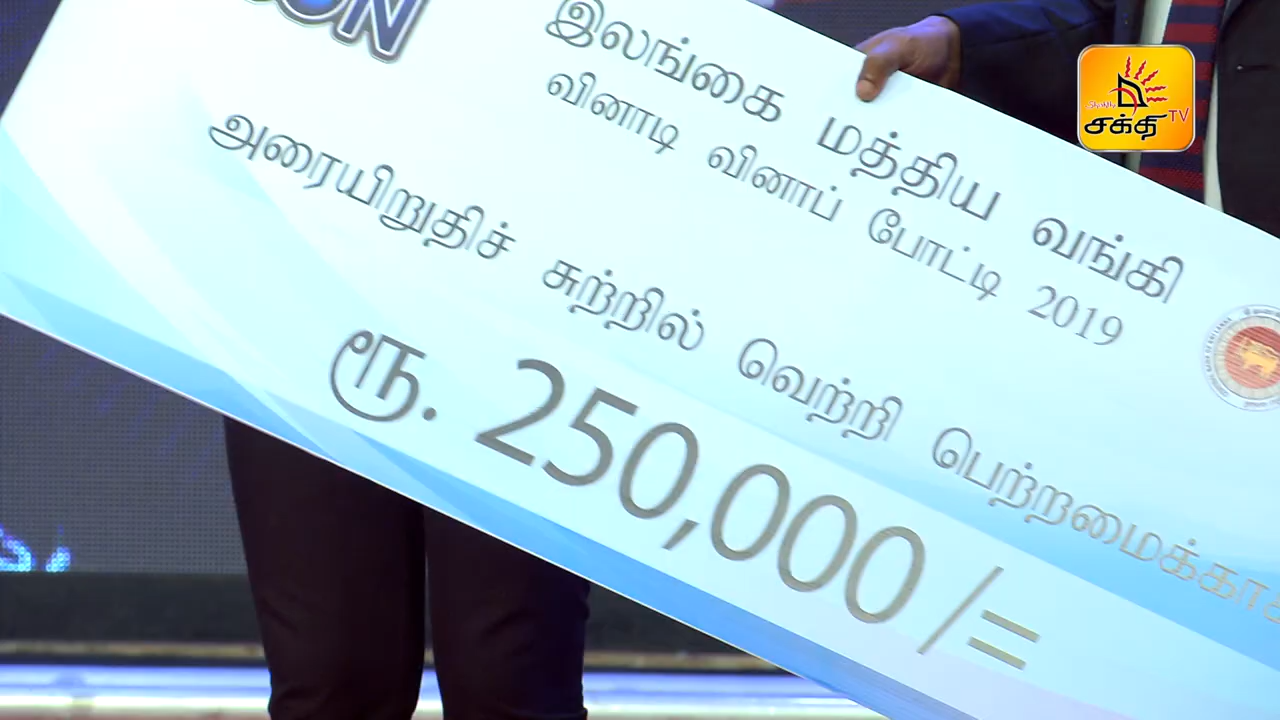 இலங்கை மத்திய வங்கி
வினாடி வினாப் போட்டி 2019
அரையிறுதிச் சுற்றில் வெற்றி பெற்றமைக்கா
ரூ. 250,000/=
சக்தி TV